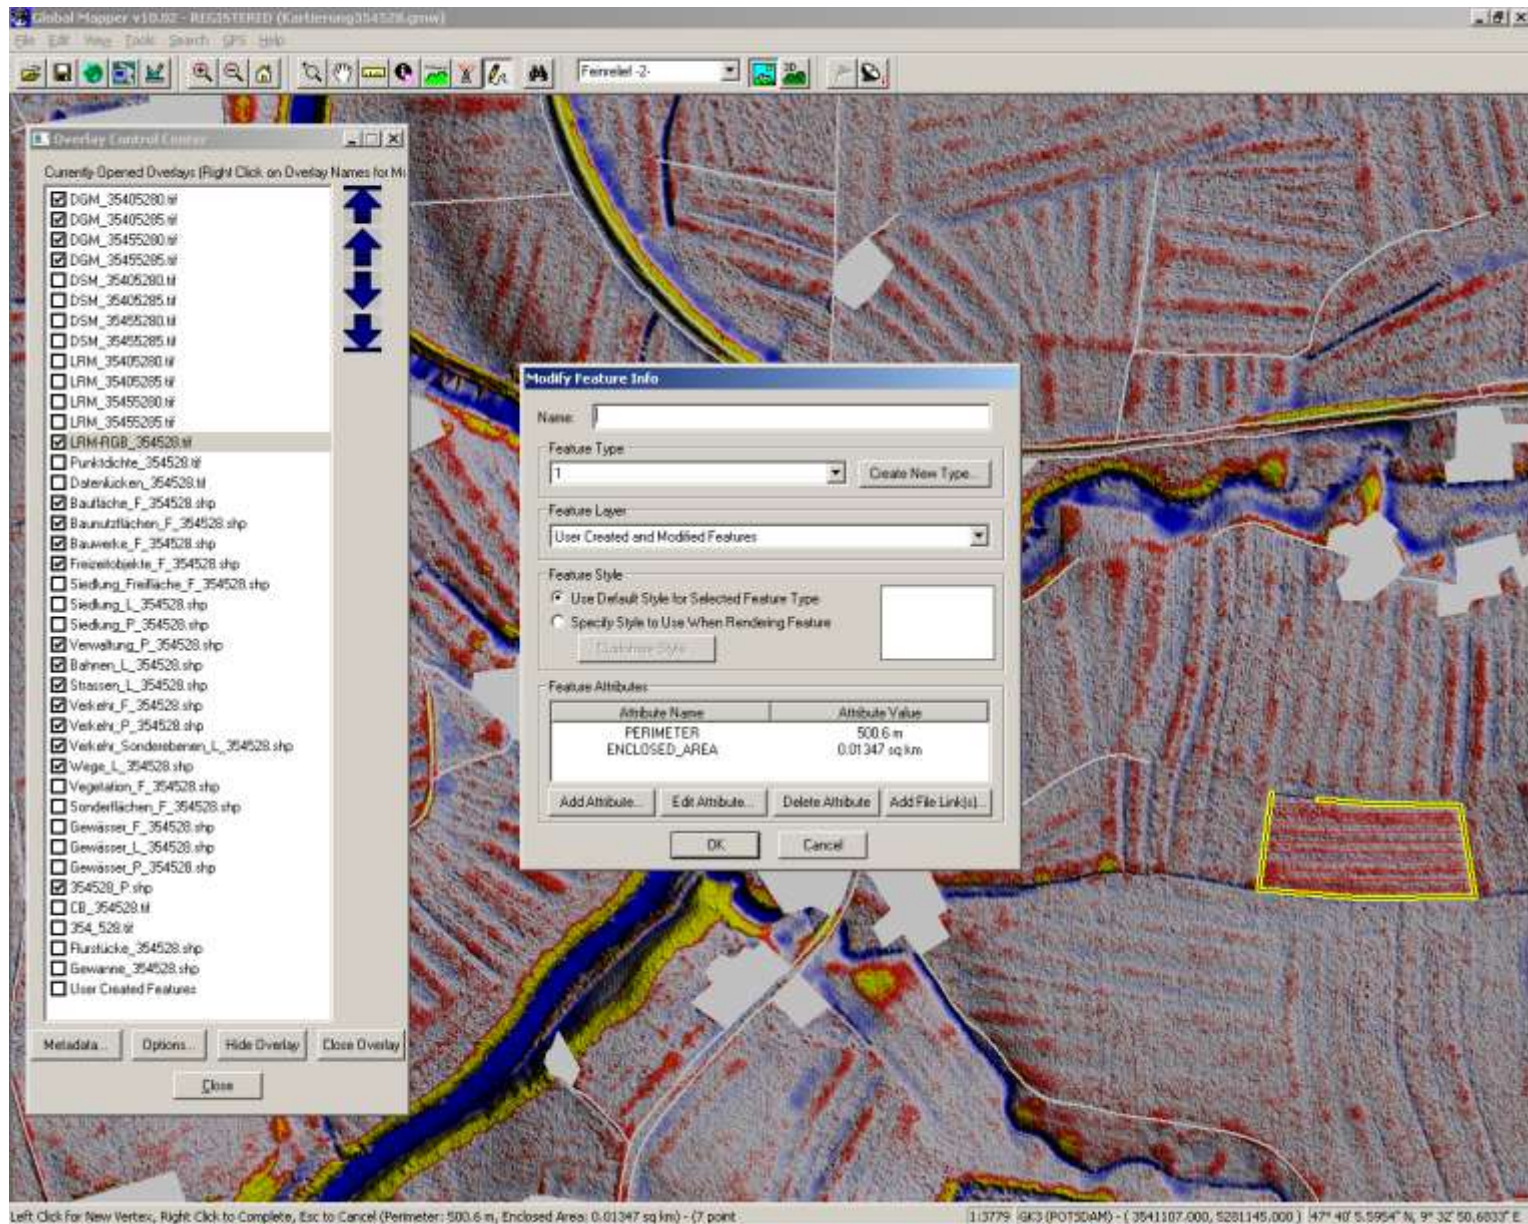 Global Mapper v10.02 - REGISTERED (Kartierung354528.gmw)
File Edit View Tools Search GPS Help
Feinrelief -2-
3D
Overlay Control Center
Currently Opened Overlays (Right Click on Overlay Names for Mo
DGM_35405280.tif
DGM_35405285.tif
DGM_35455280.tif
DGM_35455285.tif
DSM_35405280.tif
DSM_35405285.tif
DSM_35455280.tif
DSM_35455285.tif
LRM_35405280.tif
LRM_35405285.tif
LRM_35455280.tif
LRM_35455285.tif
LRM-RGB_354528.tif
Punktdichte_354528.tif
Datenlücken_354528.tif
Baufläche_F_354528.shp
Baunutzflächen_F_354528.shp
Bauwerke_F_354528.shp
Freizeitobjekte_F_354528.shp
Siedlung_Freifläche_F_354528.shp
Siedlung_L_354528.shp
Siedlung_P_354528.shp
Verwaltung_P_354528.shp
Bahnen_L_354528.shp
Strassen_L_354528.shp
Verkehr_F_354528.shp
Verkehr_P_354528.shp
Verkehr_Sonderebenen_L_354528.shp
Wege_L_354528.shp
Vegetation_F_354528.shp
Sonderflächen_F_354528.shp
Gewässer_F_354528.shp
Gewässer_L_354528.shp
Gewässer_P_354528.shp
354528_P.shp
CB_354528.tif
354_528.tif
Flurstücke_354528.shp
Gewanne_354528.shp
User Created Features
Metadata... Options... Hide Overlay Close Overlay
Close
Modify Feature Info
Name:
Feature Type
1 Create New Type...
Feature Layer
User Created and Modified Features
Feature Style
Use Default Style for Selected Feature Type
Specify Style to Use When Rendering Feature
Customize Style...
Feature Attributes
Attribute Name Attribute Value
PERIMETER 500.6 m
ENCLOSED_AREA 0.01347 sq km
Add Attribute... Edit Attribute... Delete Attribute Add File Link(s)...
OK Cancel
Left Click for New Vertex, Right Click to Complete, Esc to Cancel (Perimeter: 500.6 m, Enclosed Area: 0.01347 sq km) - (7 point 1:3779 GK3 (POTSDAM) - ( 3541107.000, 5281145.000 ) 47° 40' 5.5954" N, 9° 32' 50.6833" E